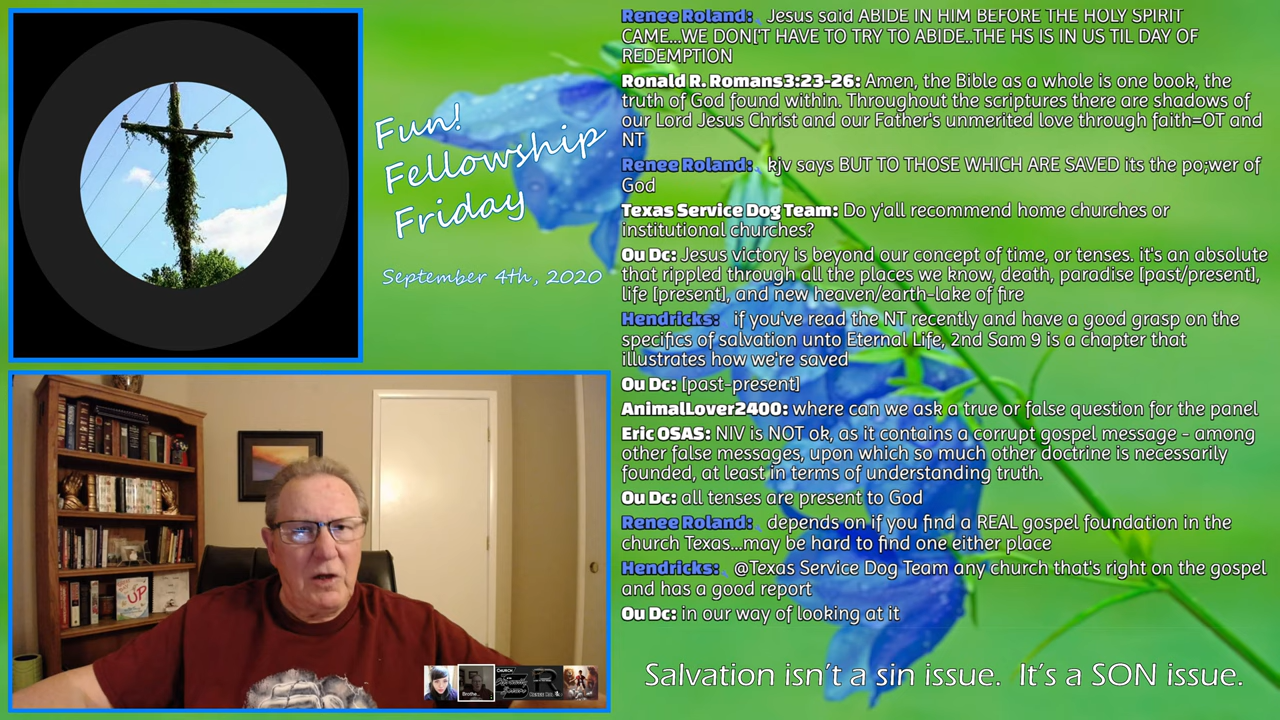 Fun!
Fellowship
Friday
September 4th, 2020
Renee Roland: Jesus said ABIDE IN HIM BEFORE THE HOLY SPIRIT
CAME...WE DON['T HAVE TO TRY TO ABIDE..THE HS IS IN US TIL DAY OF
REDEMPTION
Ronald R. Romans3:23-26: Amen, the Bible as a whole is one book, the
truth of God found within. Throughout the scriptures there are shadows of
our Lord Jesus Christ and our Father's unmerited love through faith=OT and
NT
Renee Roland: kjv says BUT TO THOSE WHICH ARE SAVED its the po;wer of
God
Texas Service Dog Team: Do y'all recommend home churches or
institutional churches?
Ou Dc: Jesus victory is beyond our concept of time, or tenses. it's an absolute
that rippled through all the places we know, death, paradise [past/present],
life [present], and new heaven/earth-lake of fire
Hendricks: if you've read the NT recently and have a good grasp on the
specifics of salvation unto Eternal Life, 2nd Sam 9 is a chapter that
illustrates how we're saved
Ou Dc: [past-present]
AnimalLover2400: where can we ask a true or false question for the panel
Eric OSAS: NIV is NOT ok, as it contains a corrupt gospel message - among
other false messages, upon which so much other doctrine is necessarily
founded, at least in terms of understanding truth.
Ou Dc: all tenses are present to God
Renee Roland: depends on if you find a REAL gospel foundation in the
church Texas...may be hard to find one either place
Hendricks: @Texas Service Dog Team any church that's right on the gospel
and has a good report
Ou Dc: in our way of looking at it
UP
Brothe...
Salvation isn't a sin issue. It's a SON issue.